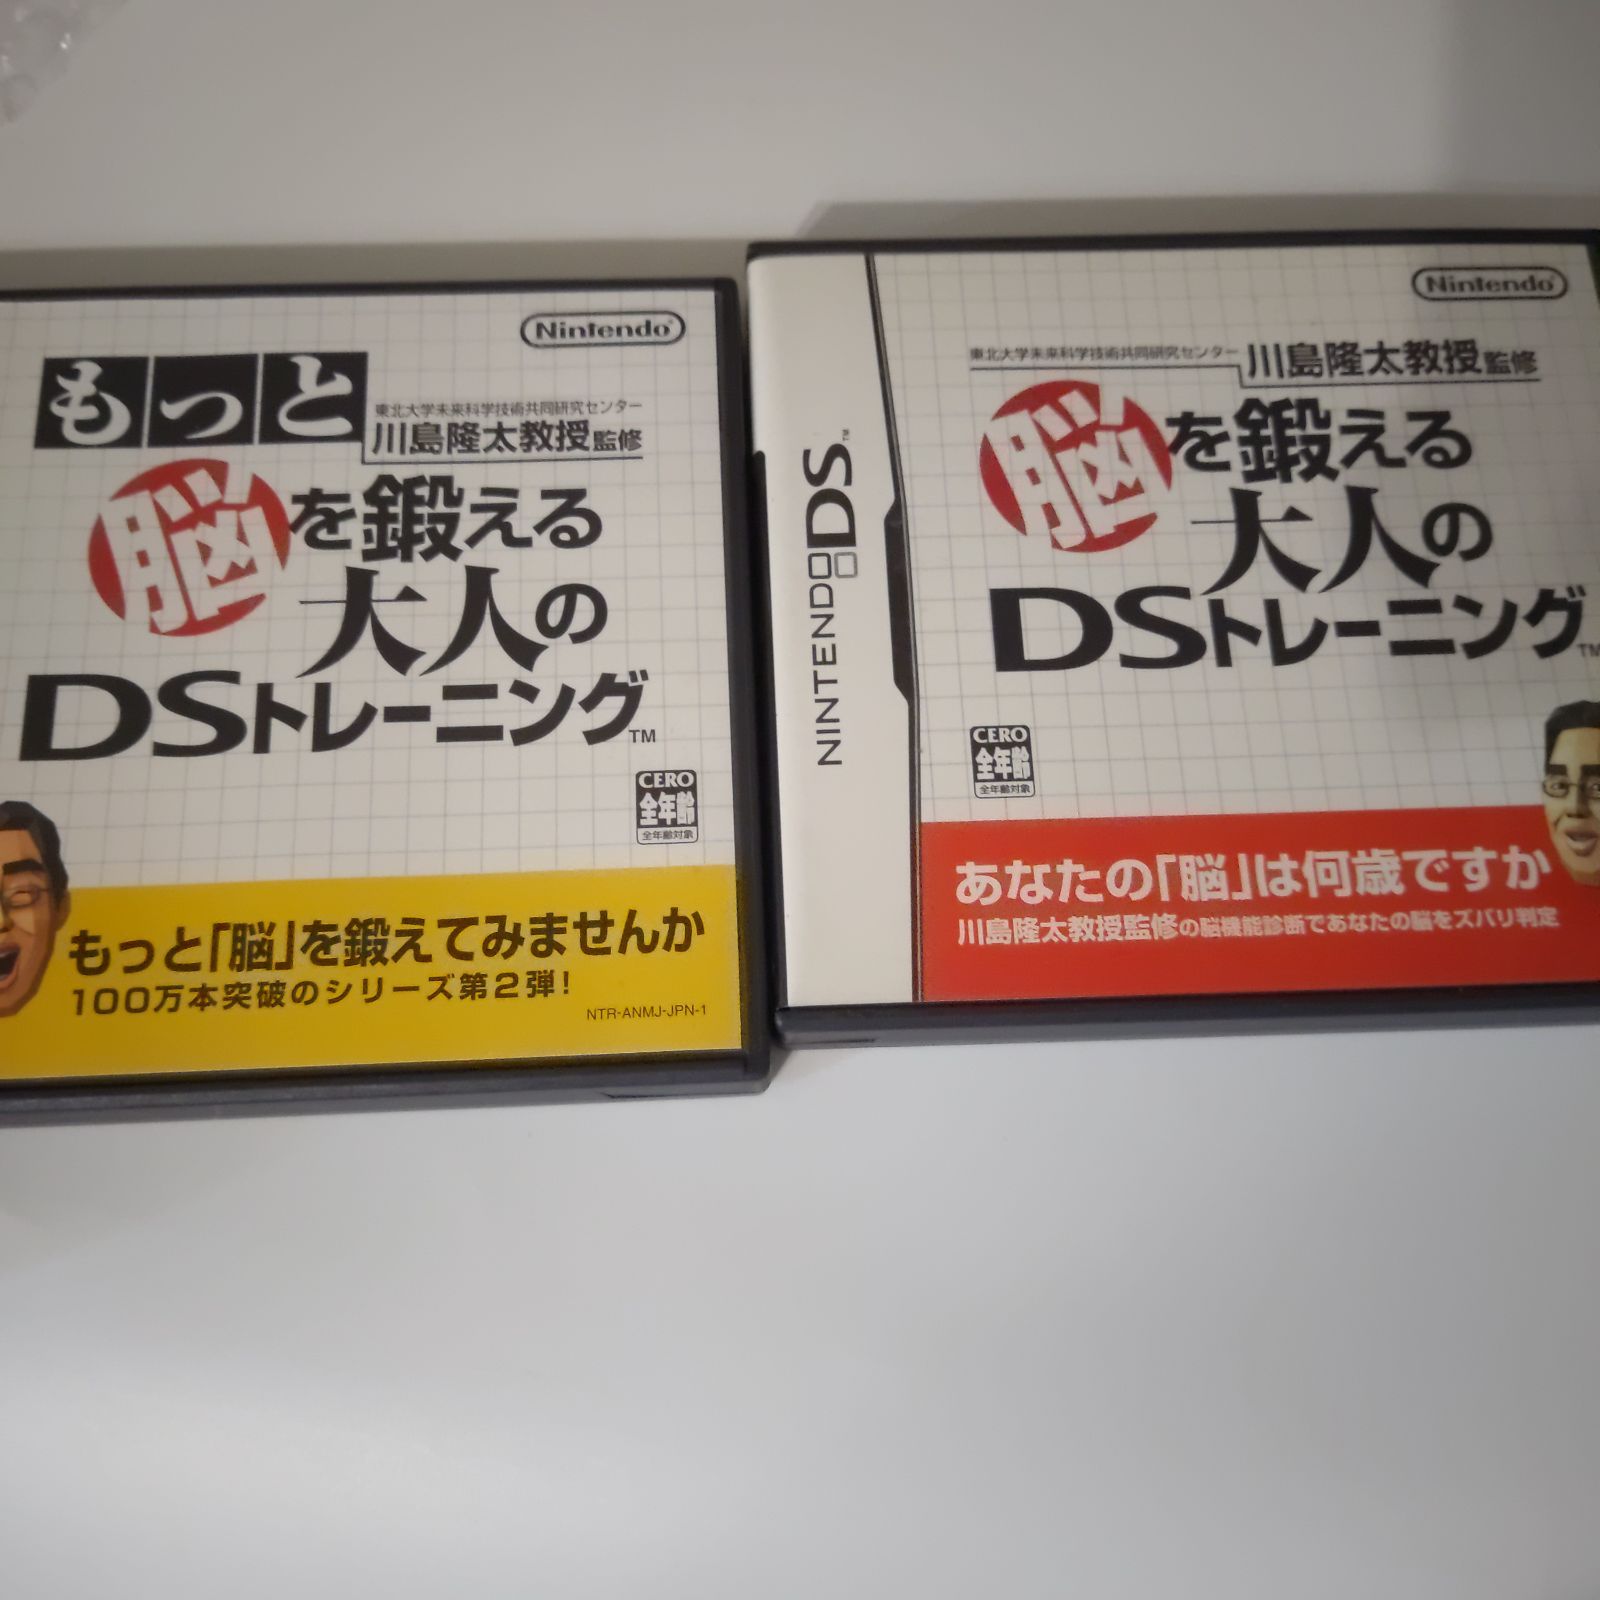 Nintendo
もっと
東北大学未来科学技術共同研究センター
川島隆太教授監修
脳を鍛える
大人の
DSトレーニング™
CERO
全年齢
全年齢対象
もっと「脳」を鍛えてみませんか
100万本突破のシリーズ第2弾!
NTR-ANMJ-JPN-1
NINTENDO DS™
Nintendo
東北大学未来科学技術共同研究センター
川島隆太教授監修
脳を鍛える
大人の
DSトレーニング™
CERO
全年齢
全年齢対象
あなたの「脳」は何歳ですか
川島隆太教授監修の脳機能診断であなたの脳をズバリ判定